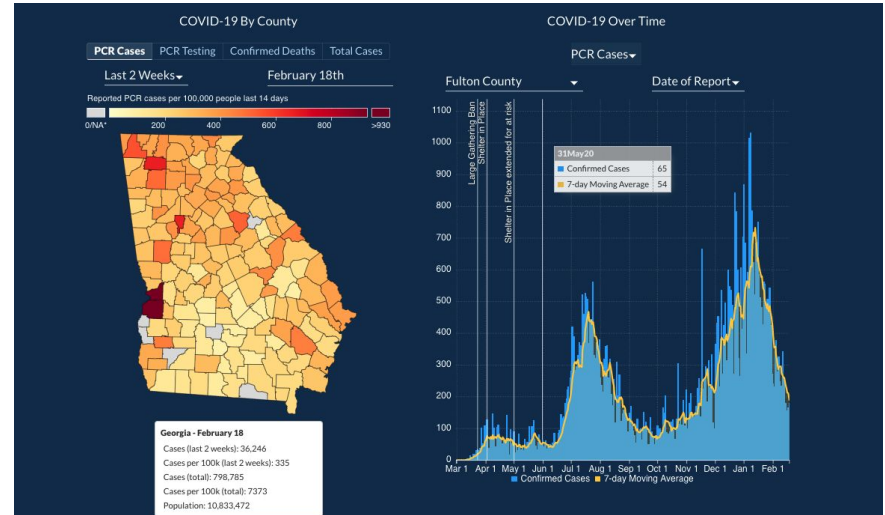 COVID-19 By County
PCR Cases PCR Testing Confirmed Deaths Total Cases
Last 2 Weeks February 18th
Reported PCR cases per 100,000 people last 14 days
0/NA* 200 400 600 800 >930
Georgia - February 18
Cases (last 2 weeks): 36,246
Cases per 100k (last 2 weeks): 335
Cases (total): 798,785
Cases per 100k (total): 7373
Population: 10,833,472
COVID-19 Over Time
PCR Cases
Fulton County Date of Report
1100
1000
900
800
700
600
500
400
300
200
100
0
Large Gathering Ban
Shelter in Place
Shelter in Place extended for at risk
31May20
Confirmed Cases 65
7-day Moving Average 54
Mar 1 Apr 1 May 1 Jun 1 Jul 1 Aug 1 Sep 1 Oct 1 Nov 1 Dec 1 Jan 1 Feb 1
Confirmed Cases 7-day Moving Average